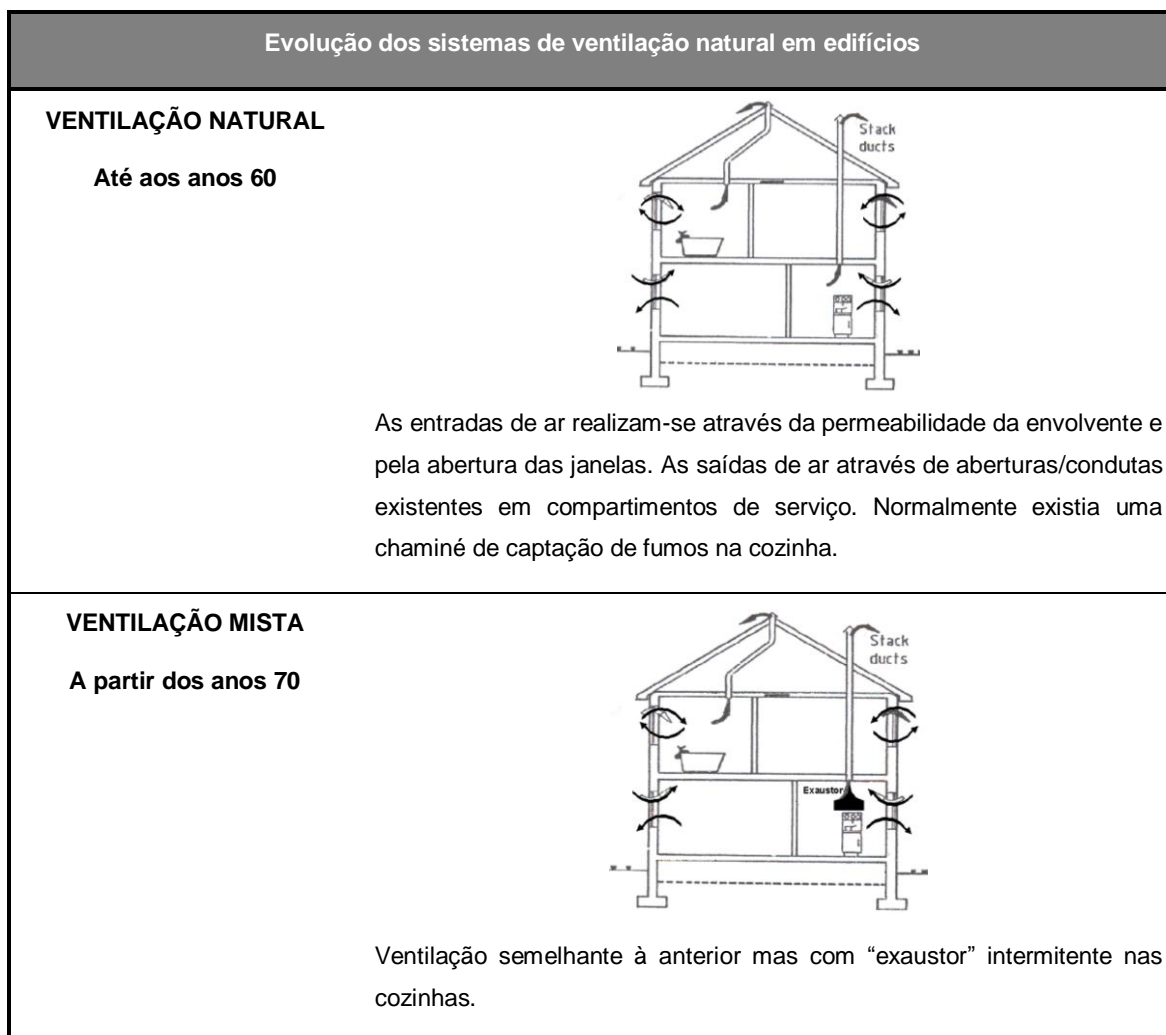 Evolução dos sistemas de ventilação natural em edifícios
VENTILAÇÃO NATURAL
Até aos anos 60
Stack
ducts
As entradas de ar realizam-se através da permeabilidade da envolvente e
pela abertura das janelas. As saídas de ar através de aberturas/condutas
existentes em compartimentos de serviço. Normalmente existia uma
chaminé de captação de fumos na cozinha.
VENTILAÇÃO MISTA
A partir dos anos 70
Stack
ducts
Exaustor
Ventilação semelhante à anterior mas com “exaustor” intermitente nas
cozinhas.